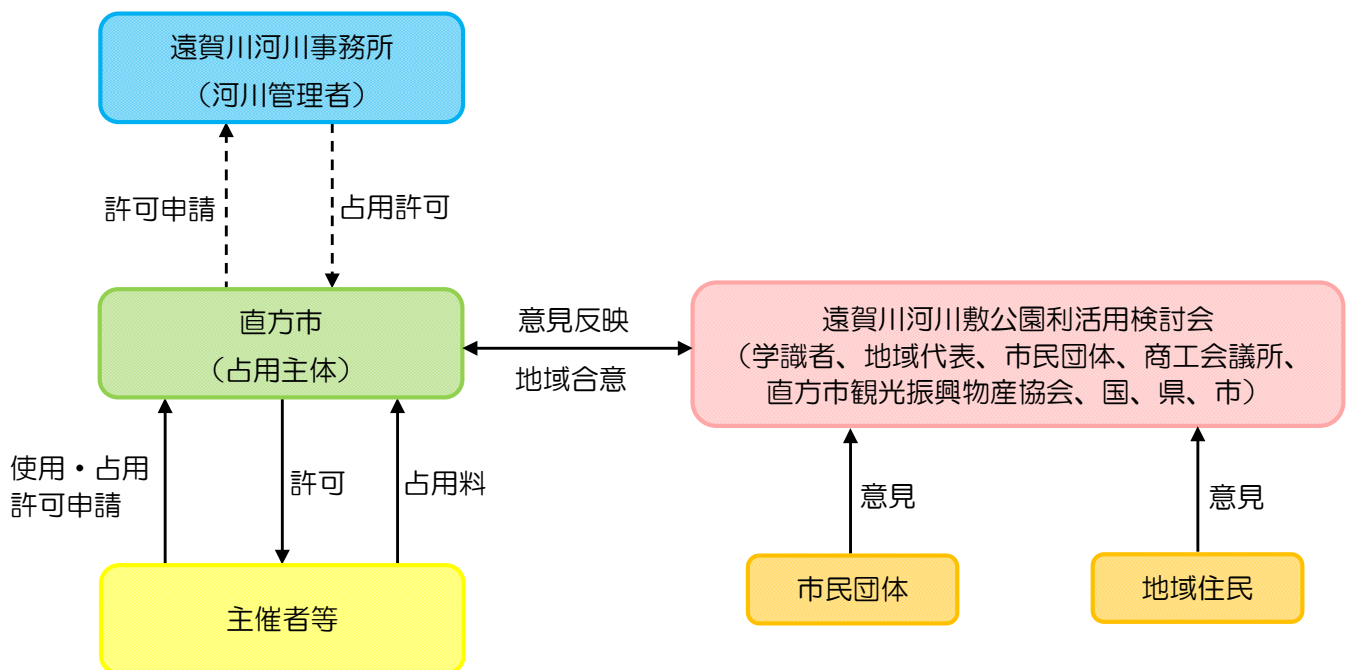 遠賀川河川事務所
（河川管理者）
許可申請
占用許可
直方市
（占用主体）
意見反映
地域合意
遠賀川河川敷公園利活用検討会
（学識者、地域代表、市民団体、商工会議所、
直方市観光振興物産協会、国、県、市）
使用・占用
許可申請
許可
占用料
意見
意見
主催者等
市民団体
地域住民